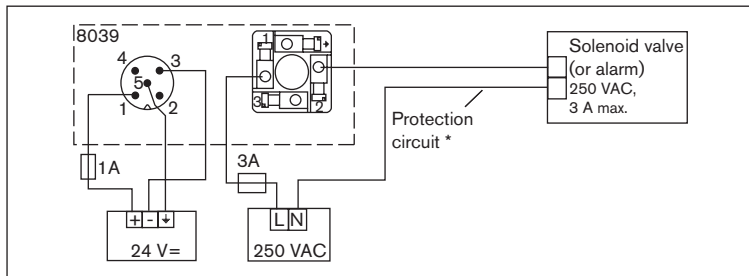 8039
4
3
5
1
2
1
3
2
Solenoid valve
(or alarm)
250 VAC,
3 A max.
Protection
circuit *
1A
3A
+ -
L N
24 V=
250 VAC